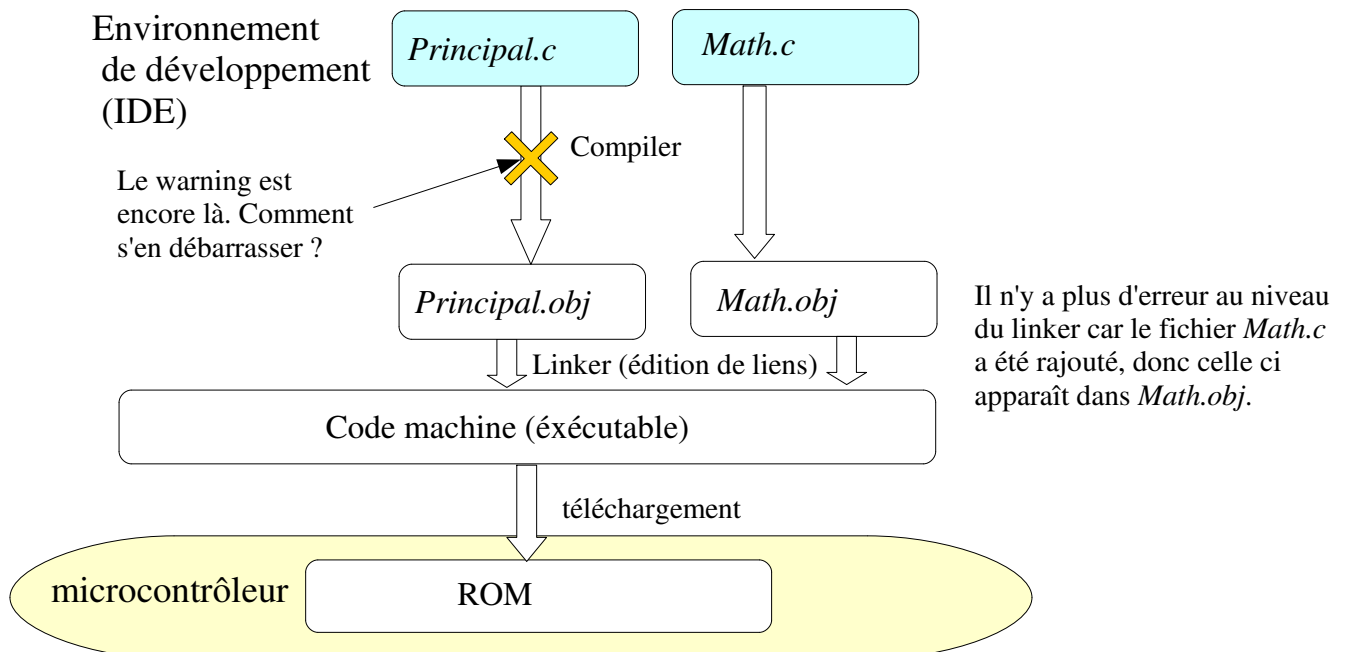 Environnement
de développement
(IDE)
Principal.c
Math.c
Compiler
Le warning est
encore là. Comment
s'en débarrasser ?
Principal.obj
Math.obj
Il n'y a plus d'erreur au niveau
du linker car le fichier Math.c
a été rajouté, donc celle ci
apparaît dans Math.obj.
Linker (édition de liens)
Code machine (éxécutable)
téléchargement
microcontrôleur
ROM